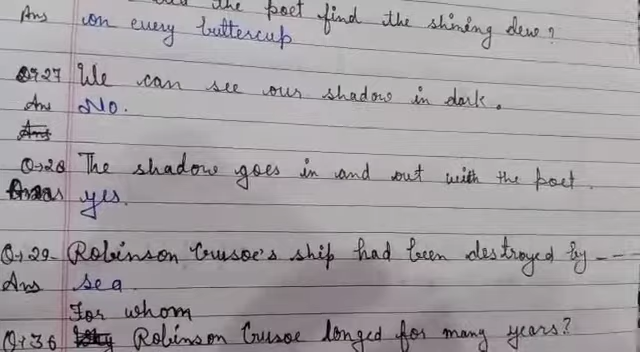 the poet find the shining dew?
Ans on every buttercup
Q→27 We can see our shadow in dark.
Ans No.
Q→28 The shadow goes in and out with the poet.
Ans yes.
Q→29- Robinson Crusoe's ship had been destroyed by ---
Ans sea
For whom
Q→36 Robinson Crusoe longed for many years?